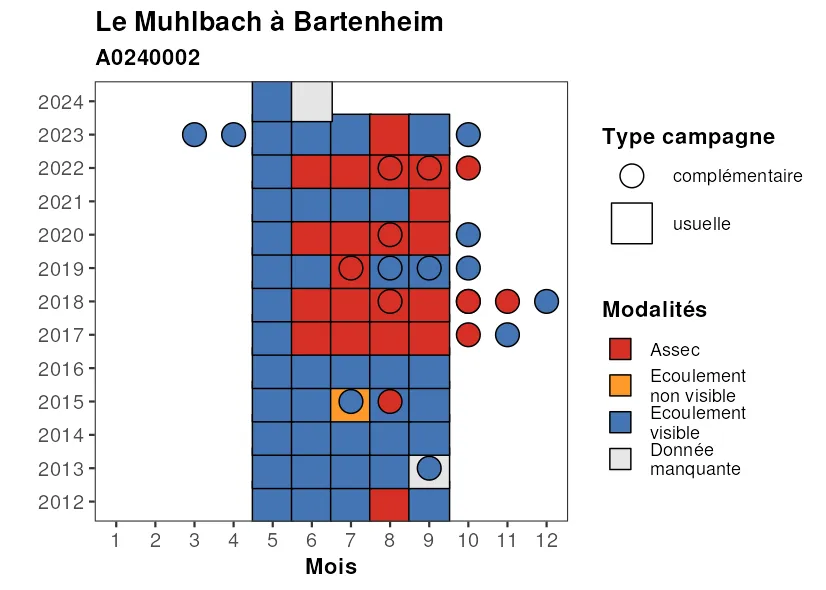 Le Muhlbach à Bartenheim
A0240002
2024
2023
2022
2021
2020
2019
2018
2017
2016
2015
2014
2013
2012
1 2 3 4 5 6 7 8 9 10 11 12
Mois
Type campagne
complémentaire
usuelle
Modalités
Assec
Ecoulement
non visible
Ecoulement
visible
Donnée
manquante